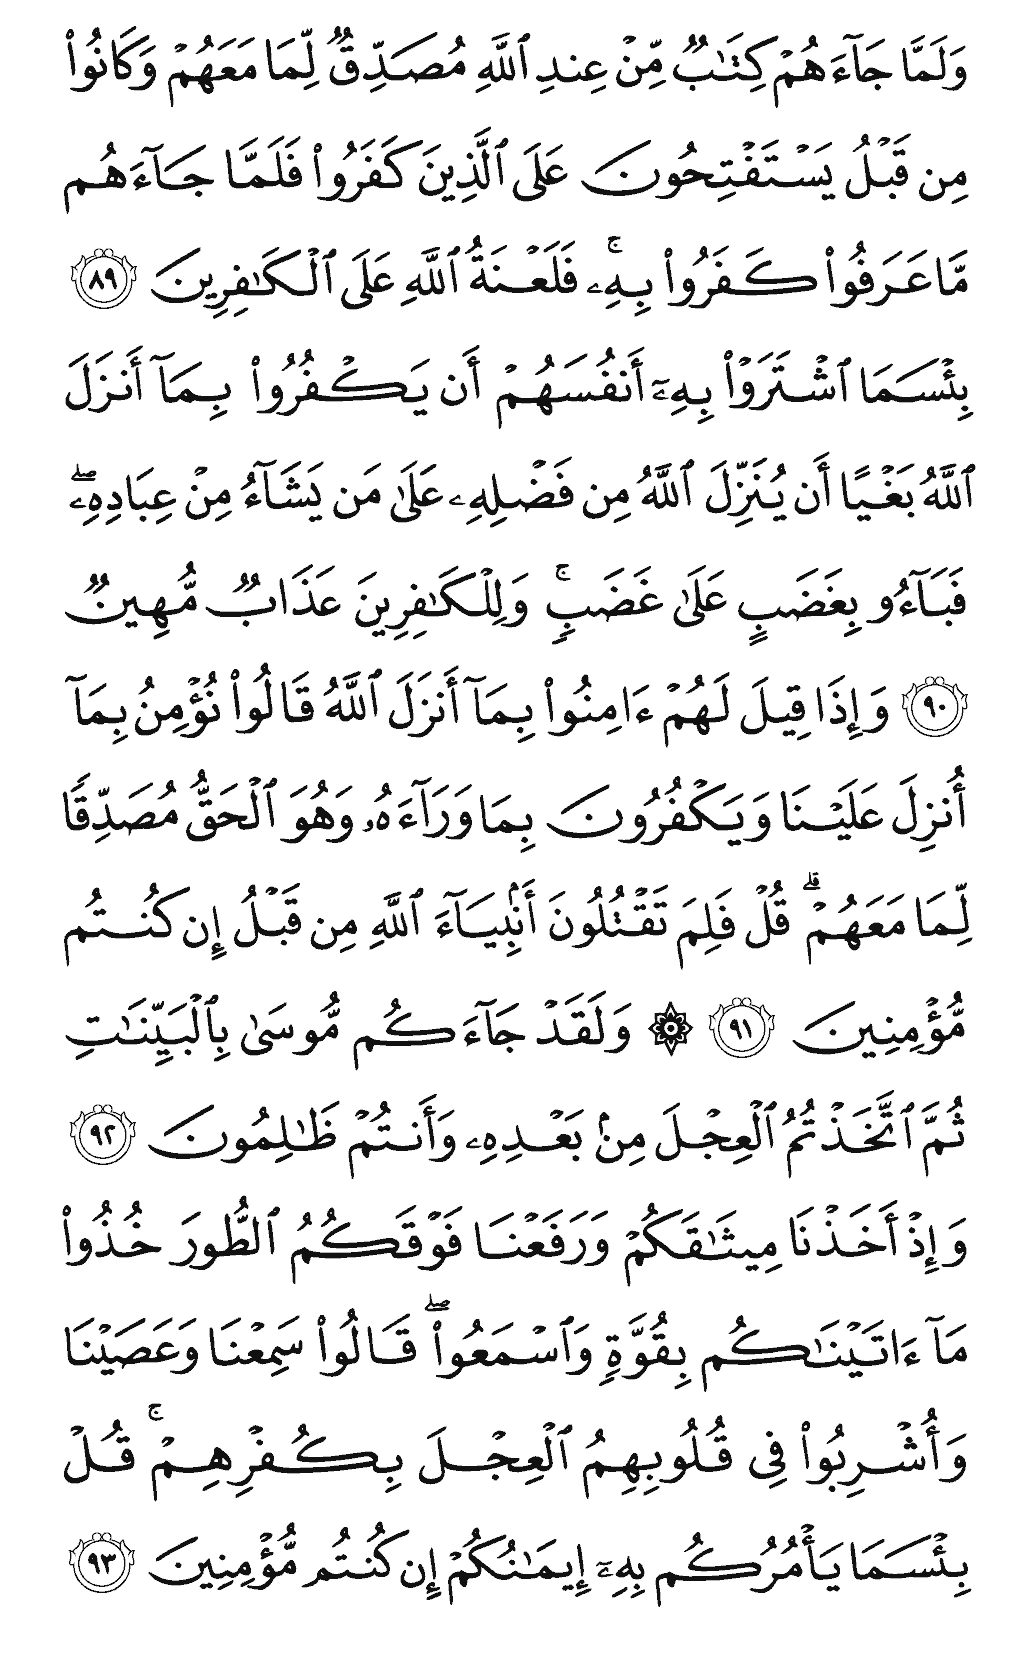 وَلَمَّا جَآءَهُمۡ كِتَٰبٞ مِّنۡ عِندِ ٱللَّهِ مُصَدِّقٞ لِّمَا مَعَهُمۡ وَكَانُواْ
مِن قَبۡلُ يَسۡتَفۡتِحُونَ عَلَى ٱلَّذِينَ كَفَرُواْ فَلَمَّا جَآءَهُم
مَّا عَرَفُواْ كَفَرُواْ بِهِۦۚ فَلَعۡنَةُ ٱللَّهِ عَلَى ٱلۡكَٰفِرِينَ ٨٩
بِئۡسَمَا ٱشۡتَرَوۡاْ بِهِۦٓ أَنفُسَهُمۡ أَن يَكۡفُرُواْ بِمَآ أَنزَلَ
ٱللَّهُ بَغۡيًا أَن يُنَزِّلَ ٱللَّهُ مِن فَضۡلِهِۦ عَلَىٰ مَن يَشَآءُ مِنۡ عِبَادِهِۦۖ
فَبَآءُو بِغَضَبٍ عَلَىٰ غَضَبٖۚ وَلِلۡكَٰفِرِينَ عَذَابٞ مُّهِينٞ
٩٠ وَإِذَا قِيلَ لَهُمۡ ءَامِنُواْ بِمَآ أَنزَلَ ٱللَّهُ قَالُواْ نُؤۡمِنُ بِمَآ
أُنزِلَ عَلَيۡنَا وَيَكۡفُرُونَ بِمَا وَرَآءَهُۥ وَهُوَ ٱلۡحَقُّ مُصَدِّقٗا
لِّمَا مَعَهُمۡۗ قُلۡ فَلِمَ تَقۡتُلُونَ أَنۢبِيَآءَ ٱللَّهِ مِن قَبۡلُ إِن كُنتُم
مُّؤۡمِنِينَ ٩١ ۞ وَلَقَدۡ جَآءَكُم مُّوسَىٰ بِٱلۡبَيِّنَٰتِ
ثُمَّ ٱتَّخَذۡتُمُ ٱلۡعِجۡلَ مِنۢ بَعۡدِهِۦ وَأَنتُمۡ ظَٰلِمُونَ ٩٢
وَإِذۡ أَخَذۡنَا مِيثَٰقَكُمۡ وَرَفَعۡنَا فَوۡقَكُمُ ٱلطُّورَ خُذُواْ
مَآ ءَاتَيۡنَٰكُم بِقُوَّةٖ وَٱسۡمَعُواْۖ قَالُواْ سَمِعۡنَا وَعَصَيۡنَا
وَأُشۡرِبُواْ فِي قُلُوبِهِمُ ٱلۡعِجۡلَ بِكُفۡرِهِمۡۚ قُلۡ
بِئۡسَمَا يَأۡمُرُكُم بِهِۦٓ إِيمَٰنُكُمۡ إِن كُنتُم مُّؤۡمِنِينَ ٩٣